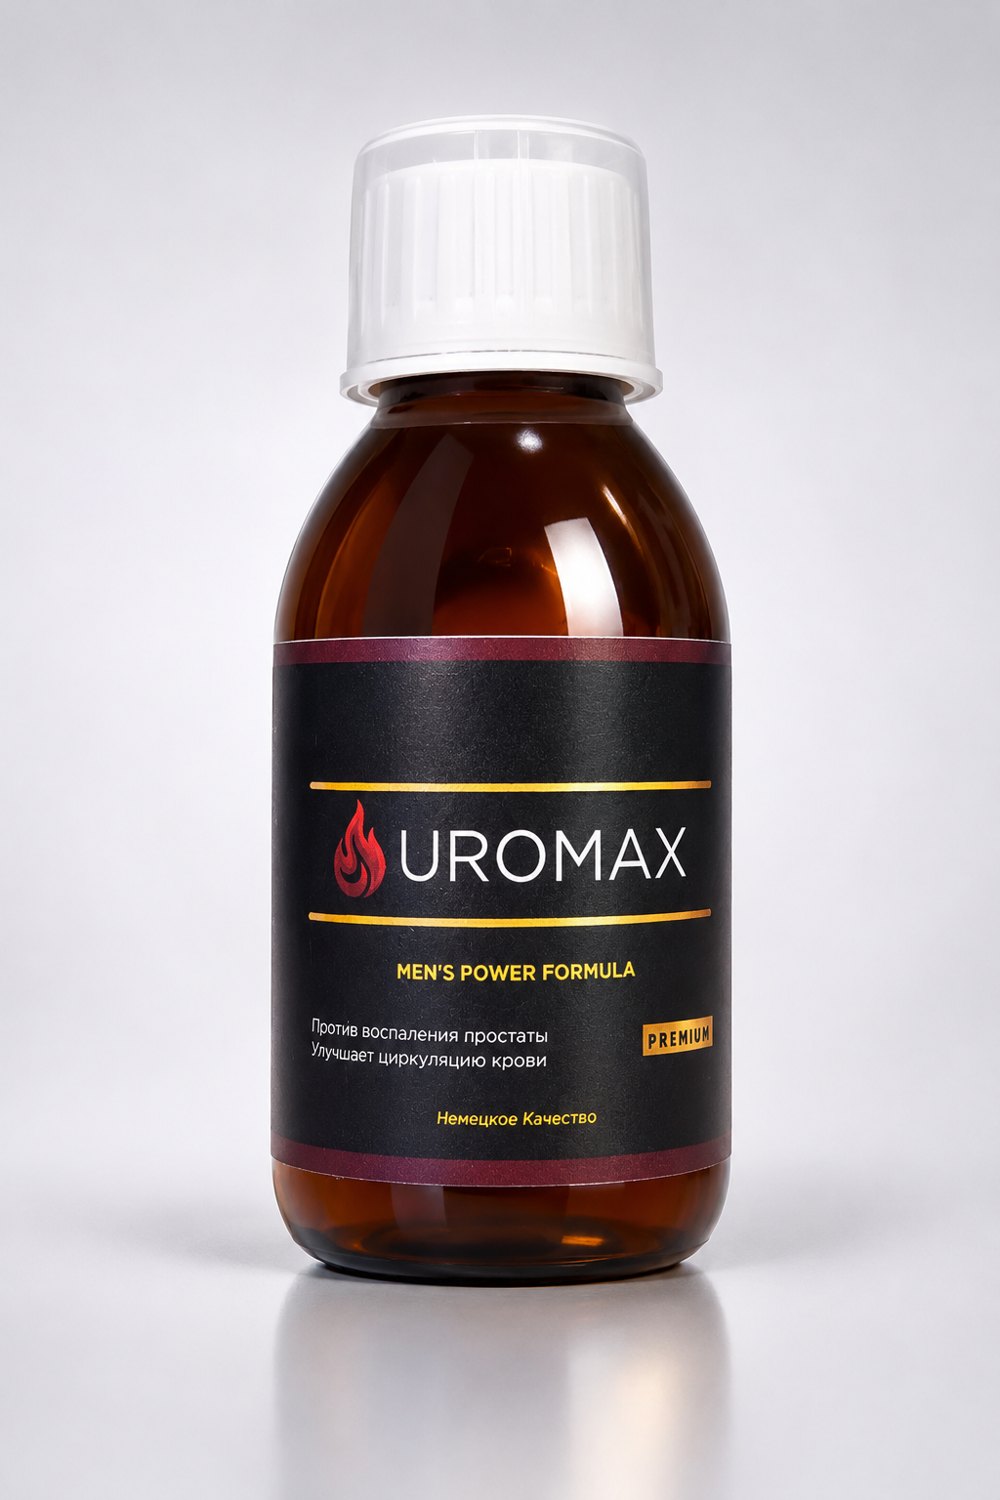 UROMAX
MEN'S POWER FORMULA
Против воспаления простаты
Улучшает циркуляцию крови
PREMIUM
Немецкое Качество